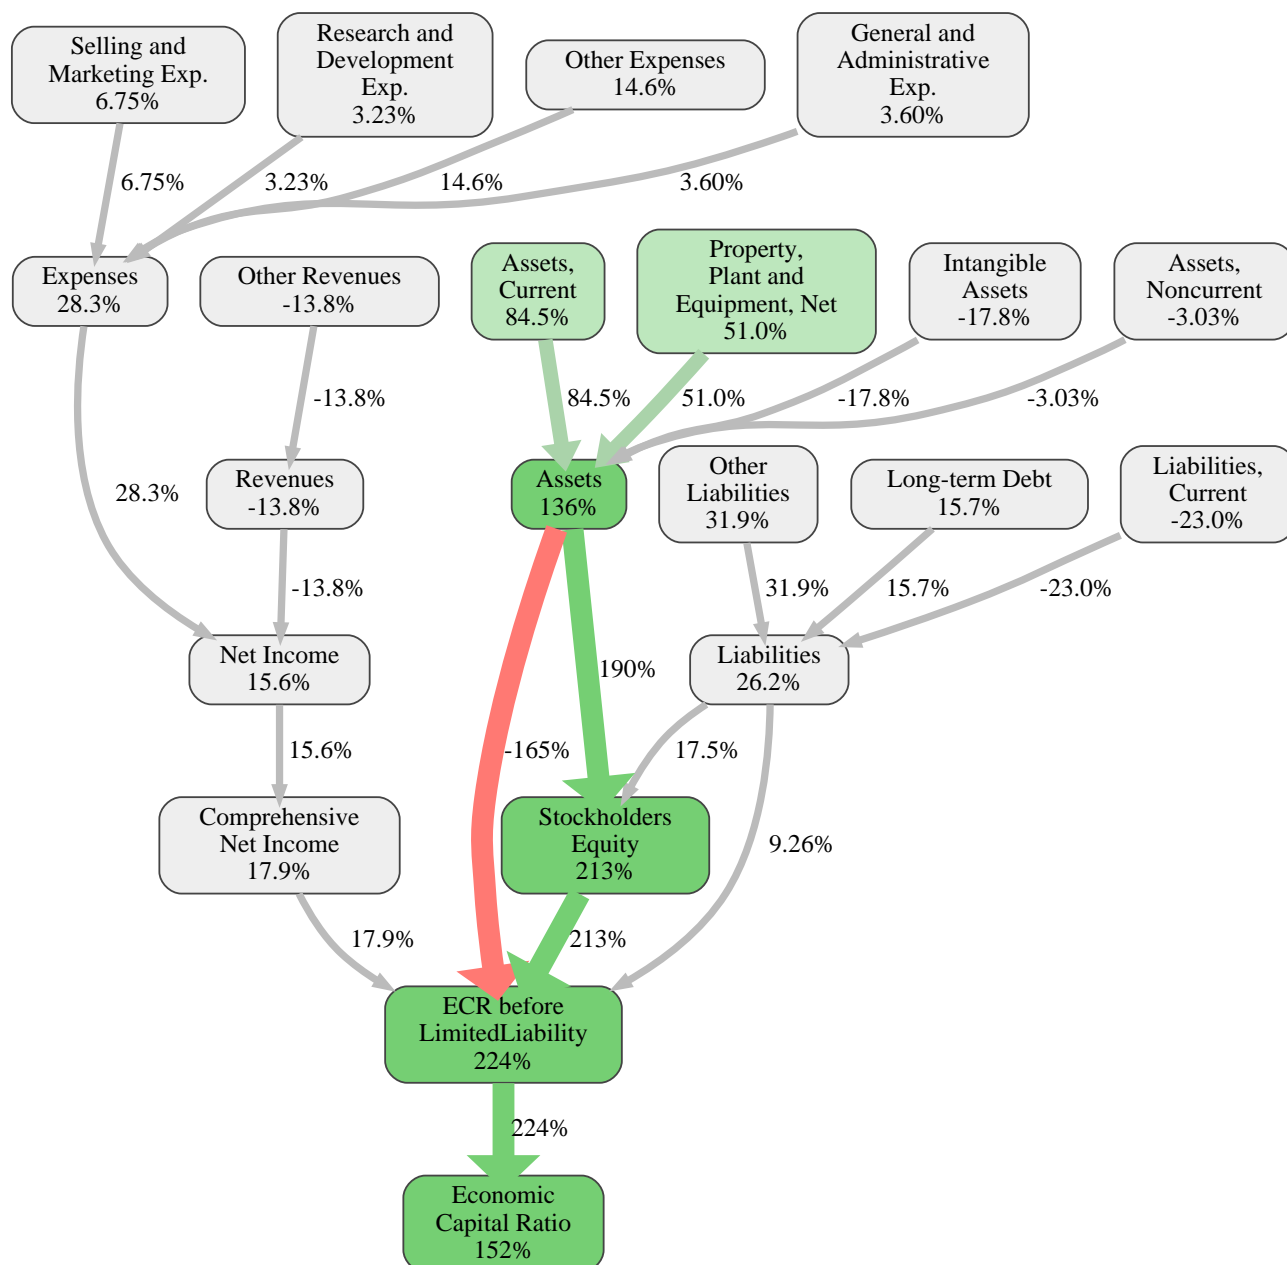 Selling and
Marketing Exp.
6.75%
Research and
Development
Exp.
3.23%
Other Expenses
14.6%
General and
Administrative
Exp.
3.60%
6.75%
3.23%
14.6%
3.60%
Expenses
28.3%
Other Revenues
-13.8%
Assets,
Current
84.5%
Property,
Plant and
Equipment, Net
51.0%
Intangible
Assets
-17.8%
Assets,
Noncurrent
-3.03%
-13.8%
84.5%
51.0%
-17.8%
-3.03%
28.3%
Revenues
-13.8%
Assets
136%
Other
Liabilities
31.9%
Long-term Debt
15.7%
Liabilities,
Current
-23.0%
-13.8%
31.9%
15.7%
-23.0%
Net Income
15.6%
190%
Liabilities
26.2%
15.6%
-165%
17.5%
Comprehensive
Net Income
17.9%
Stockholders
Equity
213%
9.26%
17.9%
213%
ECR before
LimitedLiability
224%
224%
Economic
Capital Ratio
152%